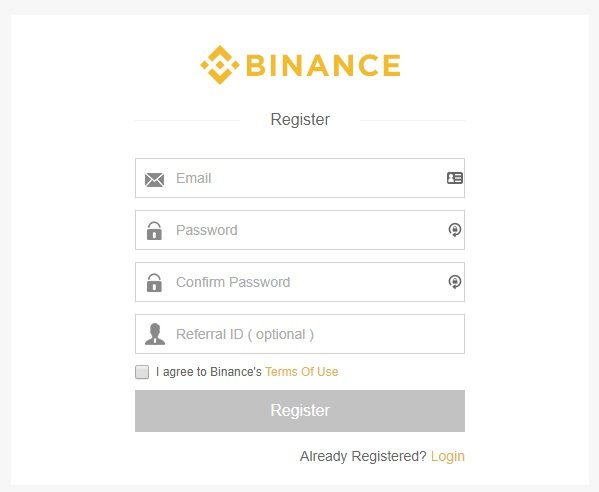 BINANCE
Register
Email
Password
Confirm Password
Referral ID ( optional )
I agree to Binance's Terms Of Use
Register
Already Registered? Login